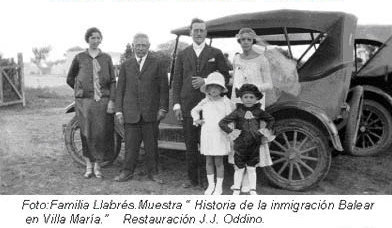 Foto:Familia Llabrés.Muestra “ Historia de la inmigración Balear
en Villa María.” Restauración J.J. Oddino.